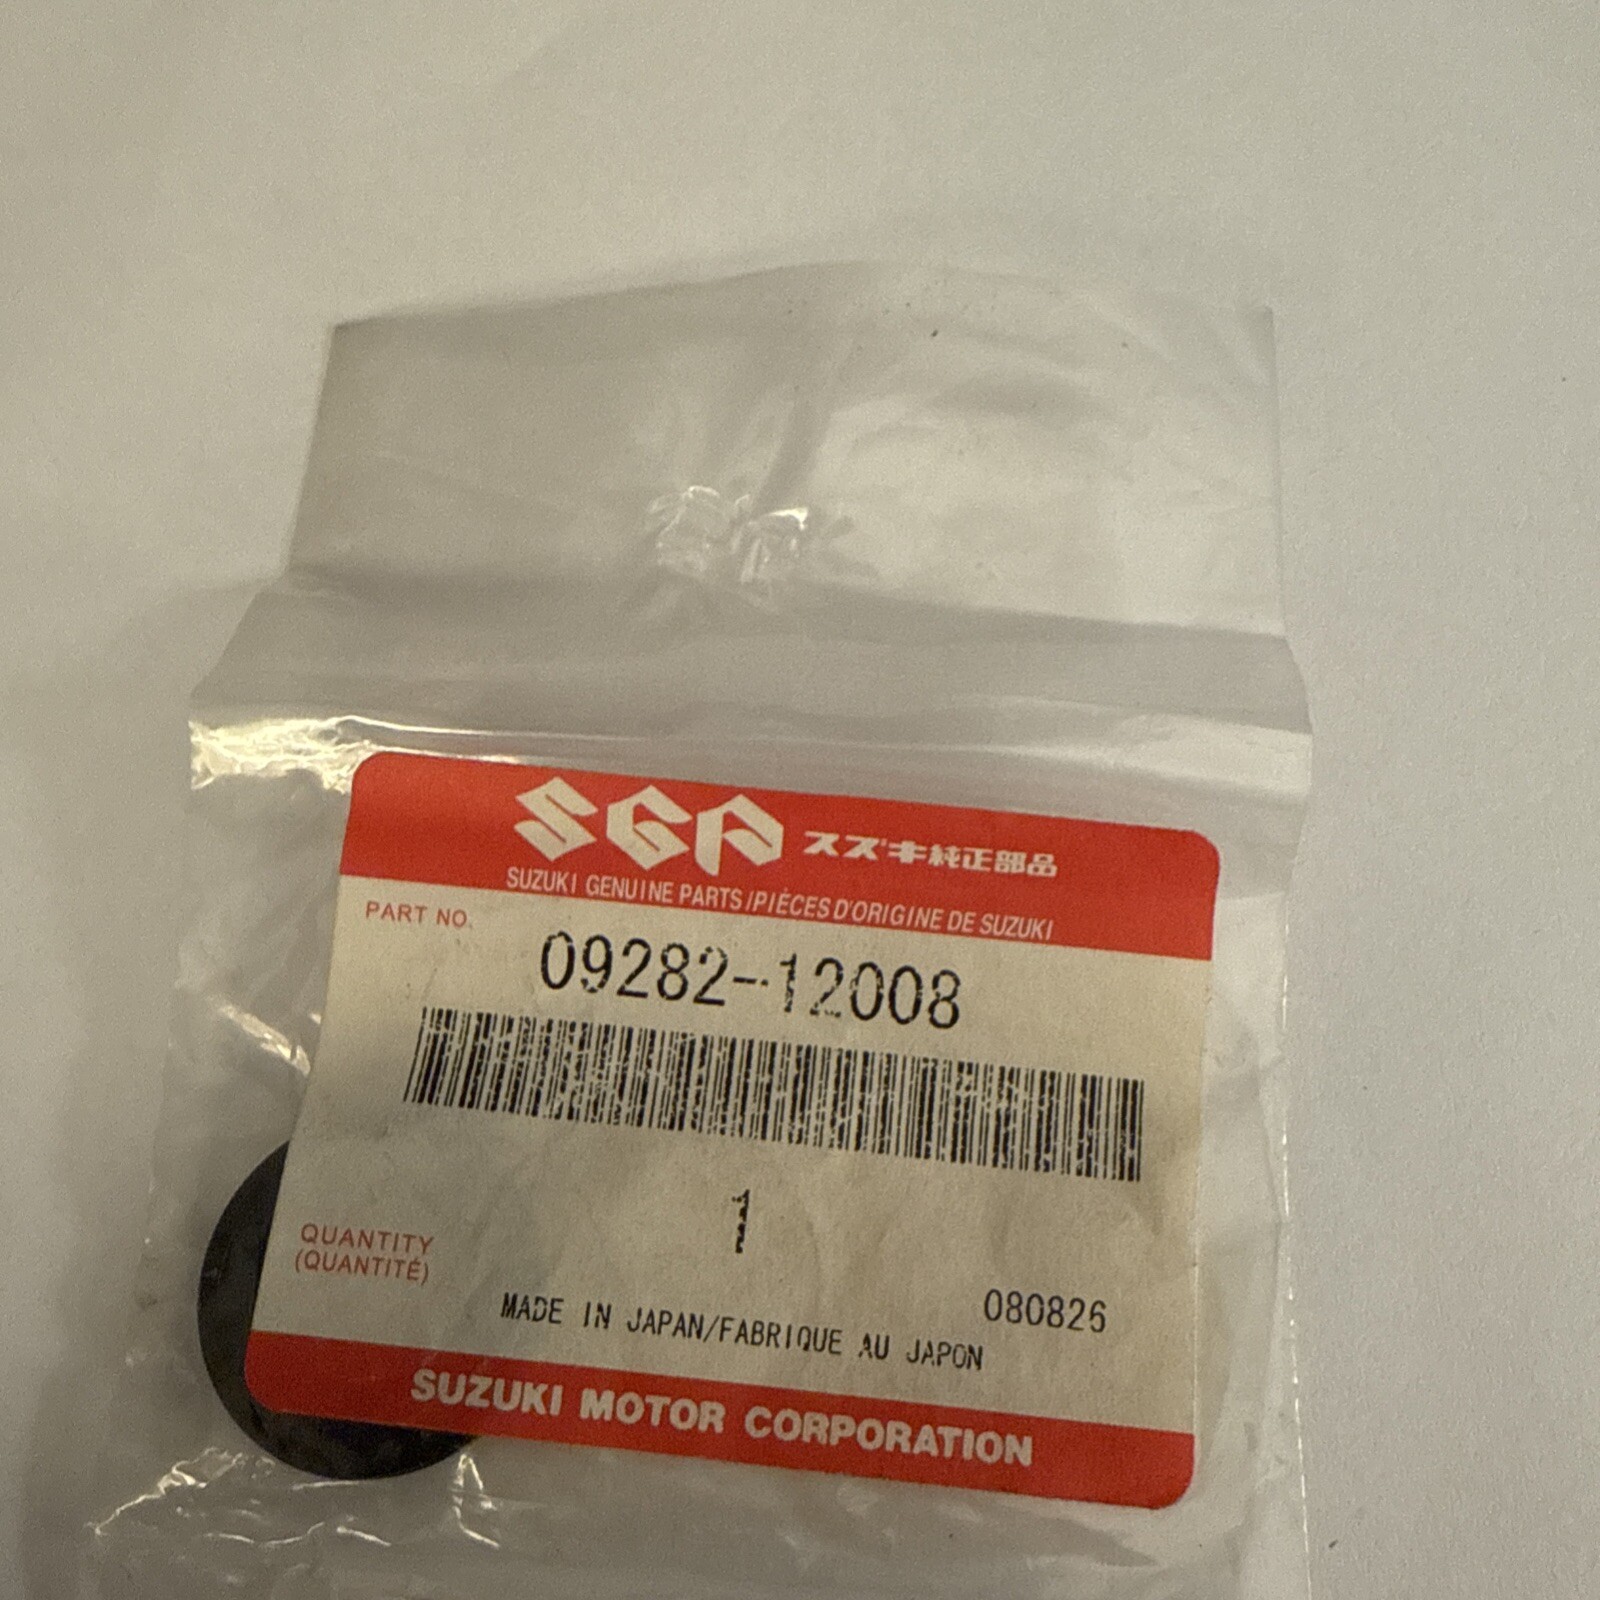 SGP スズキ純正部品
SUZUKI GENUINE PARTS/PIÈCES D'ORIGINE DE SUZUKI
PART NO.
09282-12008
1
QUANTITY
(QUANTITÉ)
080826
MADE IN JAPAN/FABRIQUE AU JAPON
SUZUKI MOTOR CORPORATION